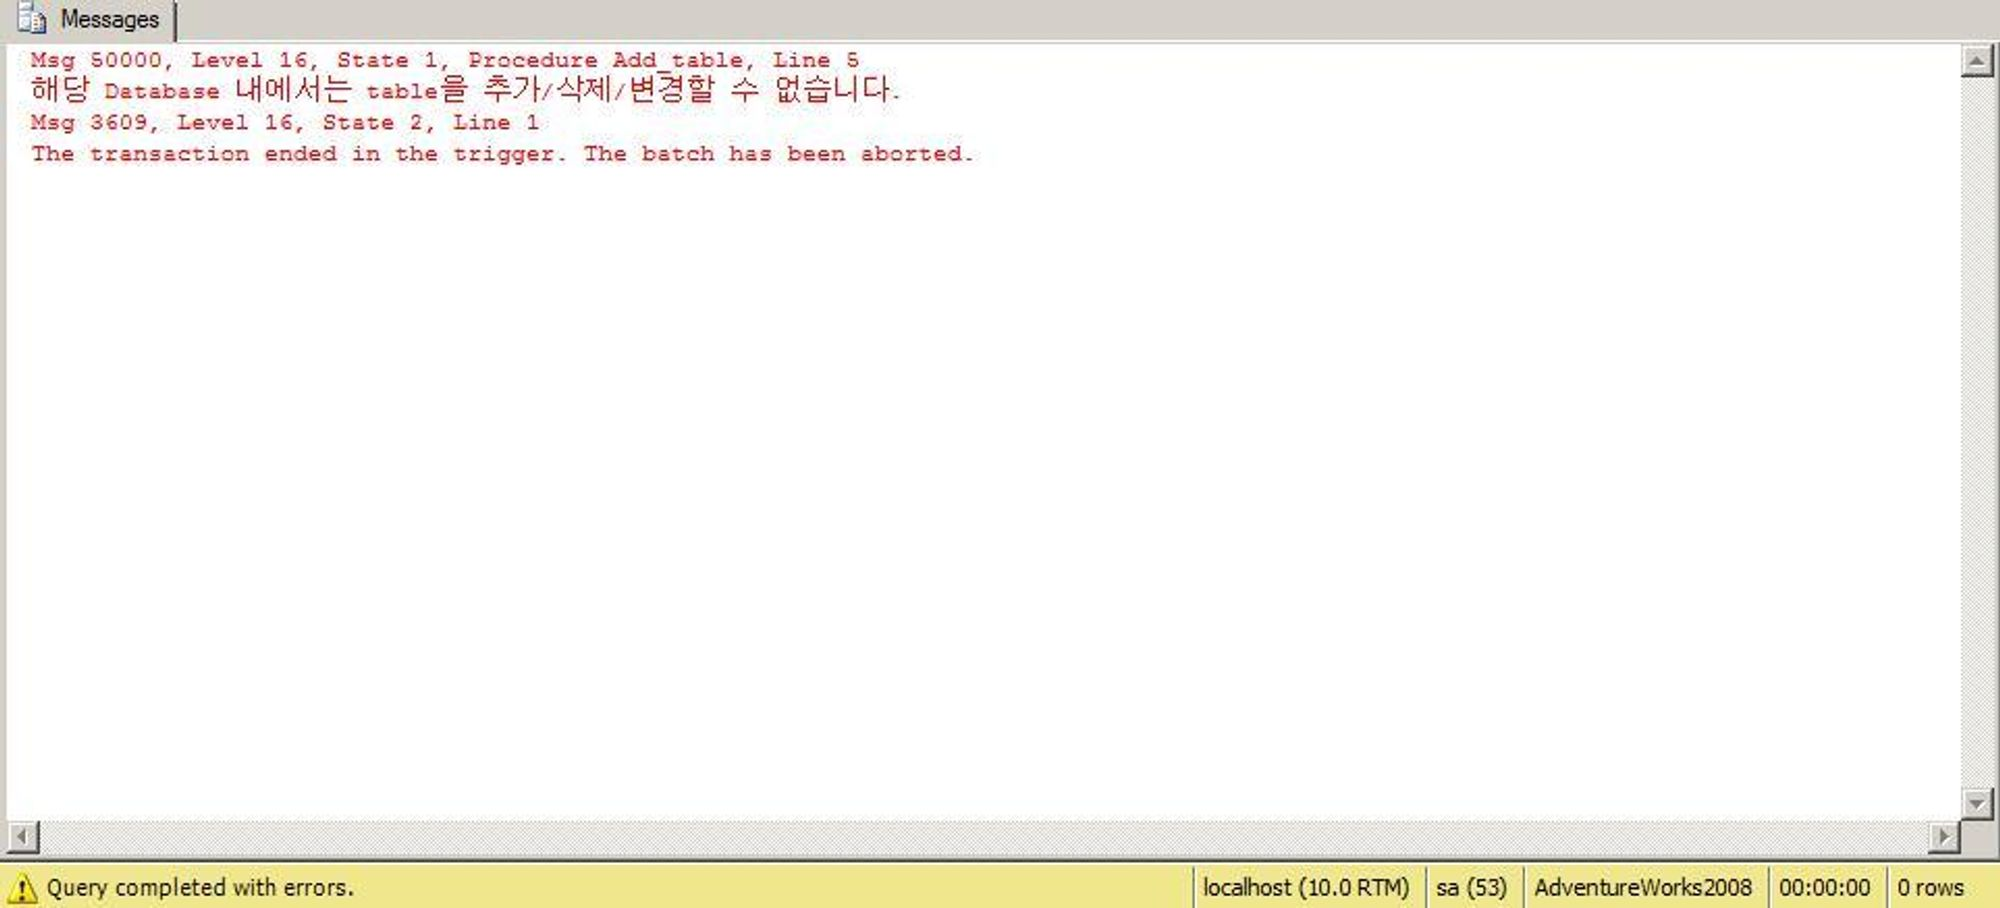 Messages
Msg 50000, Level 16, State 1, Procedure Add_table, Line 5
해당 Database 내에서는 table을 추가/삭제/변경할 수 없습니다.
Msg 3609, Level 16, State 2, Line 1
The transaction ended in the trigger. The batch has been aborted.
Query completed with errors. localhost (10.0 RTM) sa (53) AdventureWorks2008 00:00:00 0 rows